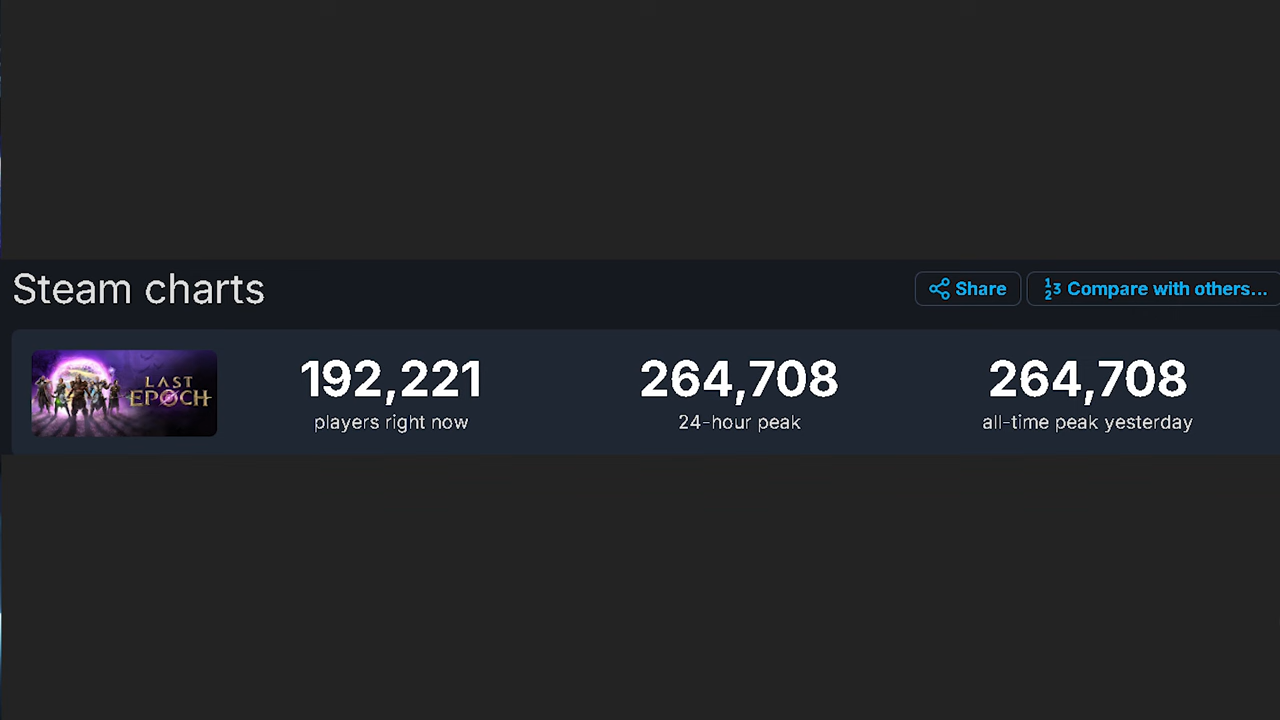 Steam charts
Share
123 Compare with others...
LAST
EPOCH
192,221
players right now
264,708
24-hour peak
264,708
all-time peak yesterday